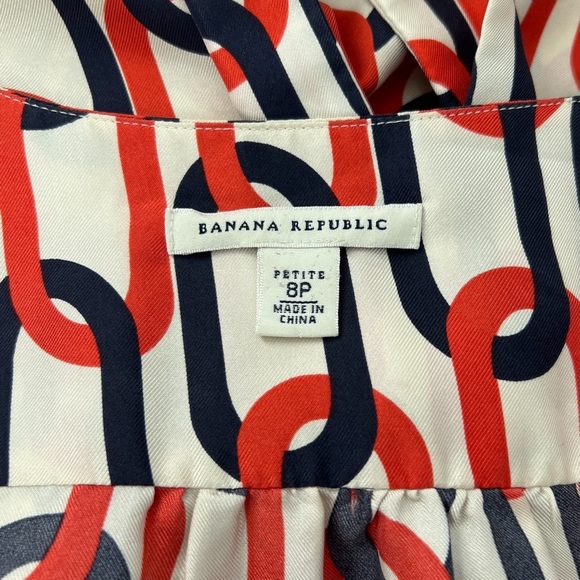 BANANA REPUBLIC
PETITE
8P
MADE IN
CHINA